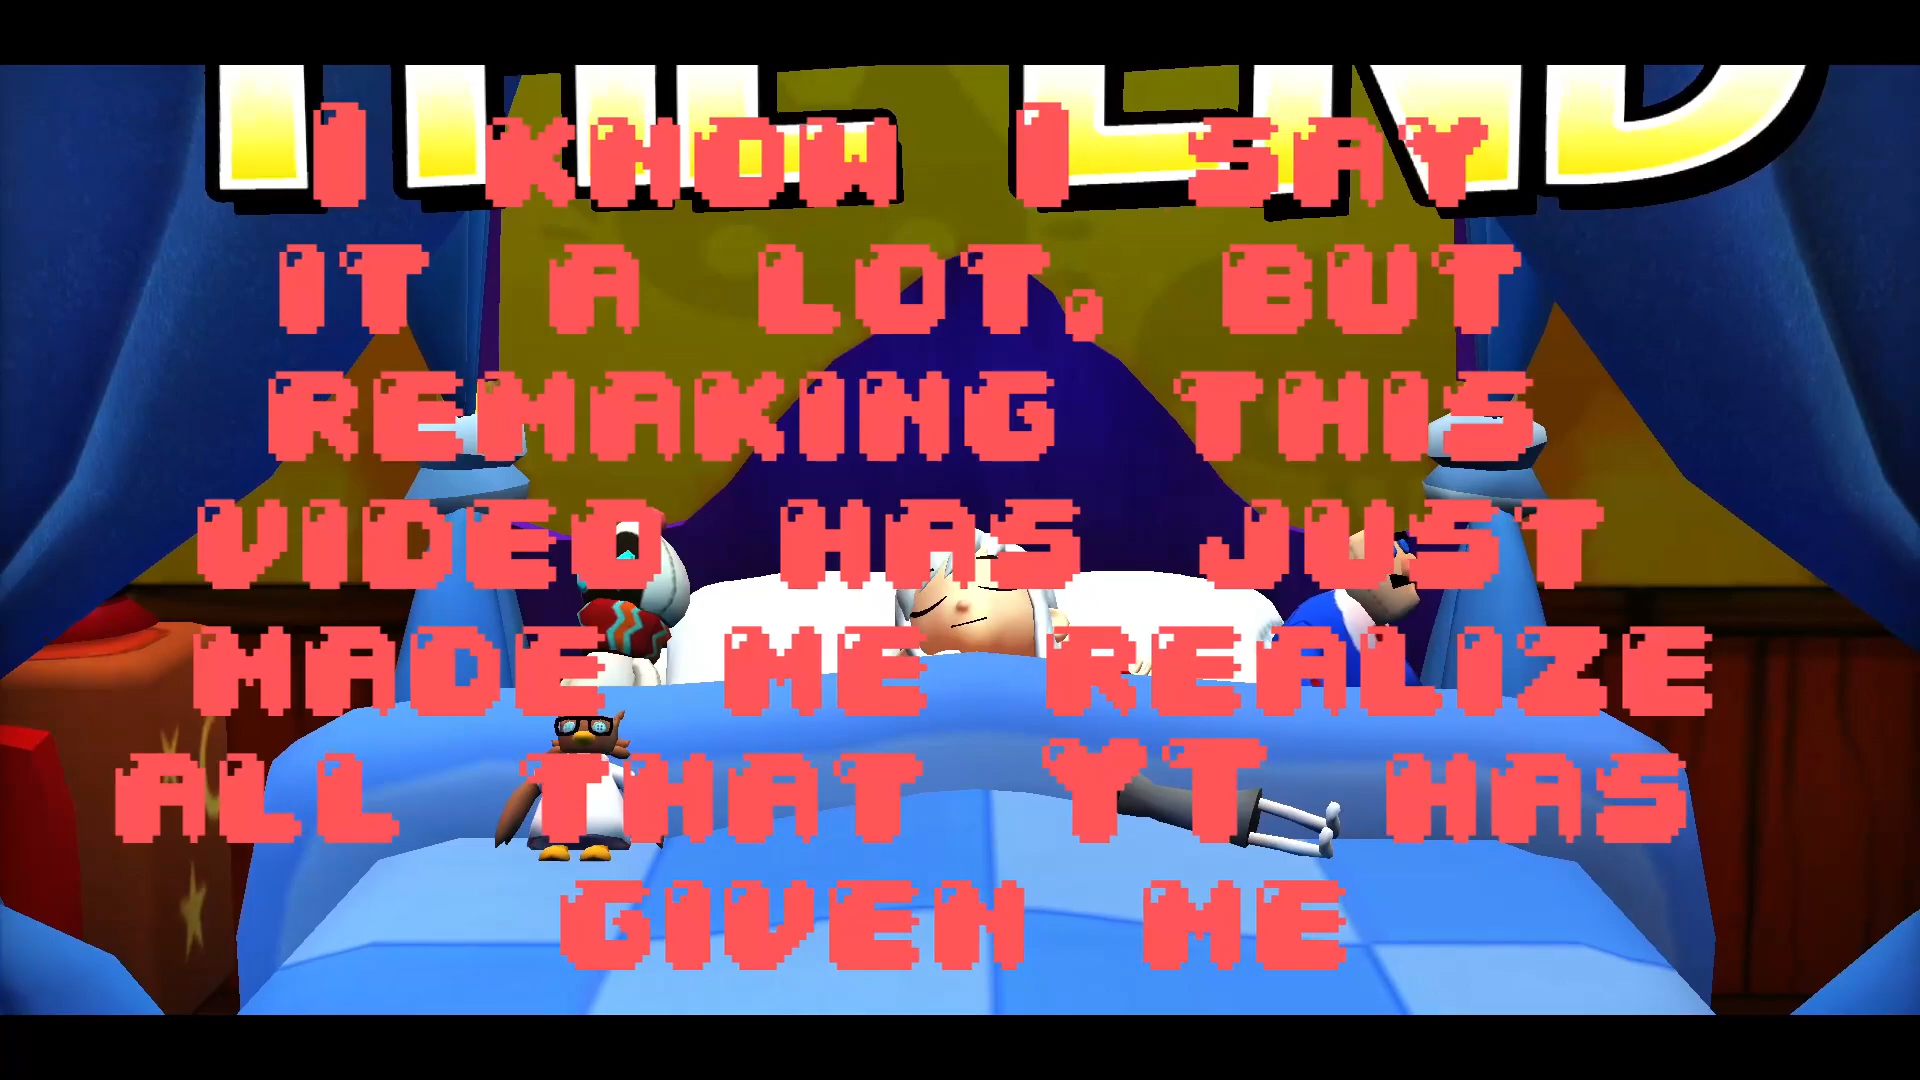 THE END
I KNOW I SAY
IT A LOT, BUT
REMAKING THIS
VIDEO HAS JUST
MADE ME REALIZE
ALL THAT YT HAS
GIVEN ME